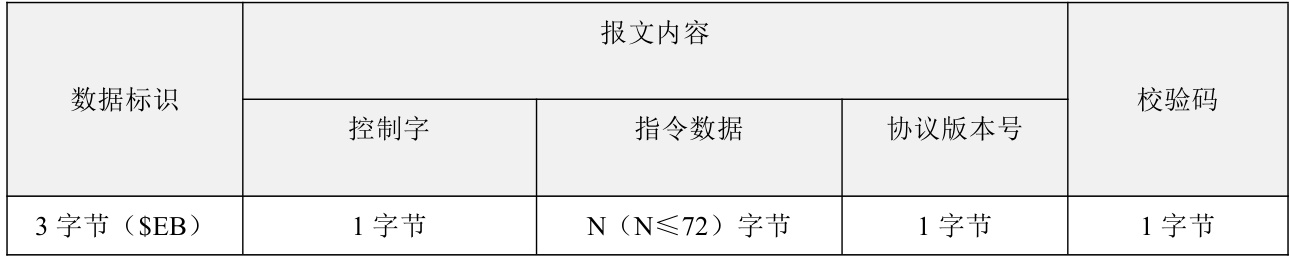 报文内容
数据标识
校验码
控制字
指令数据
协议版本号
3 字节（$EB）
1 字节
N（N≤72）字节
1 字节
1 字节